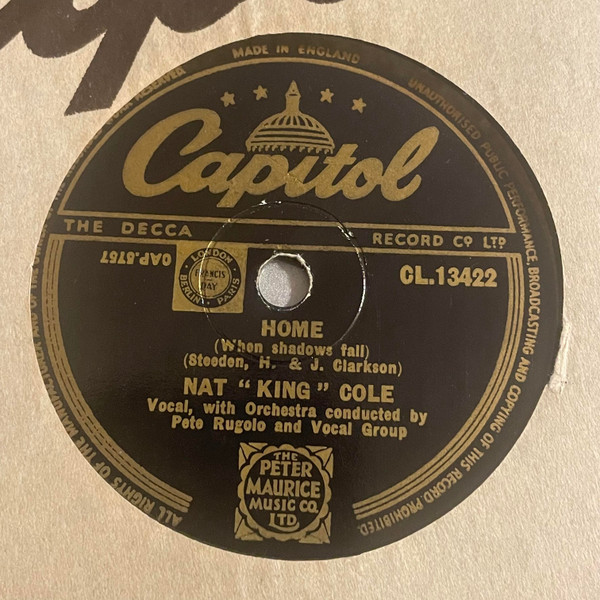 MADE IN ENGLAND
Capitol
THE DECCA
RECORD Co LTD
0AP.5757
LONDON
FRANCIS
DAY
BERLIN. PARIS
CL.13422
HOME
(When shadows fall)
(Steeden, H. & J. Clarkson)
NAT "KING" COLE
Vocal, with Orchestra conducted by
Pete Rugolo and Vocal Group
THE
PETER
MAURICE
MUSIC CO.
LTD
ALL RIGHTS OF THE MANUFACTURER AND OF THE
RESERVED
UNAUTHORISED PUBLIC PERFORMANCE, BROADCASTING AND COPYING OF THIS RECORD PROHIBITED.